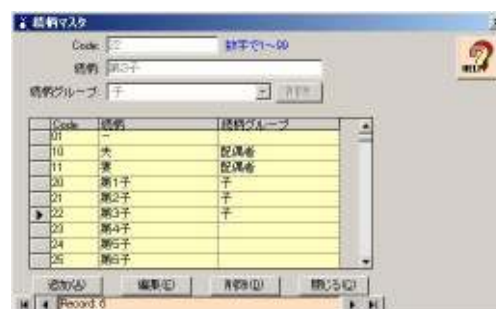 続柄マスタ
Code 22 数字で1~99
続柄 第3子
続柄グループ 子
HELP
Code 続柄 続柄グループ
01 ー
10 夫 配偶者
11 妻 配偶者
20 第1子 子
21 第2子 子
22 第3子 子
23 第4子
24 第5子
25 第6子
追加(A) 編集(E) 削除(D) 閉じる(Q)
Record: 6